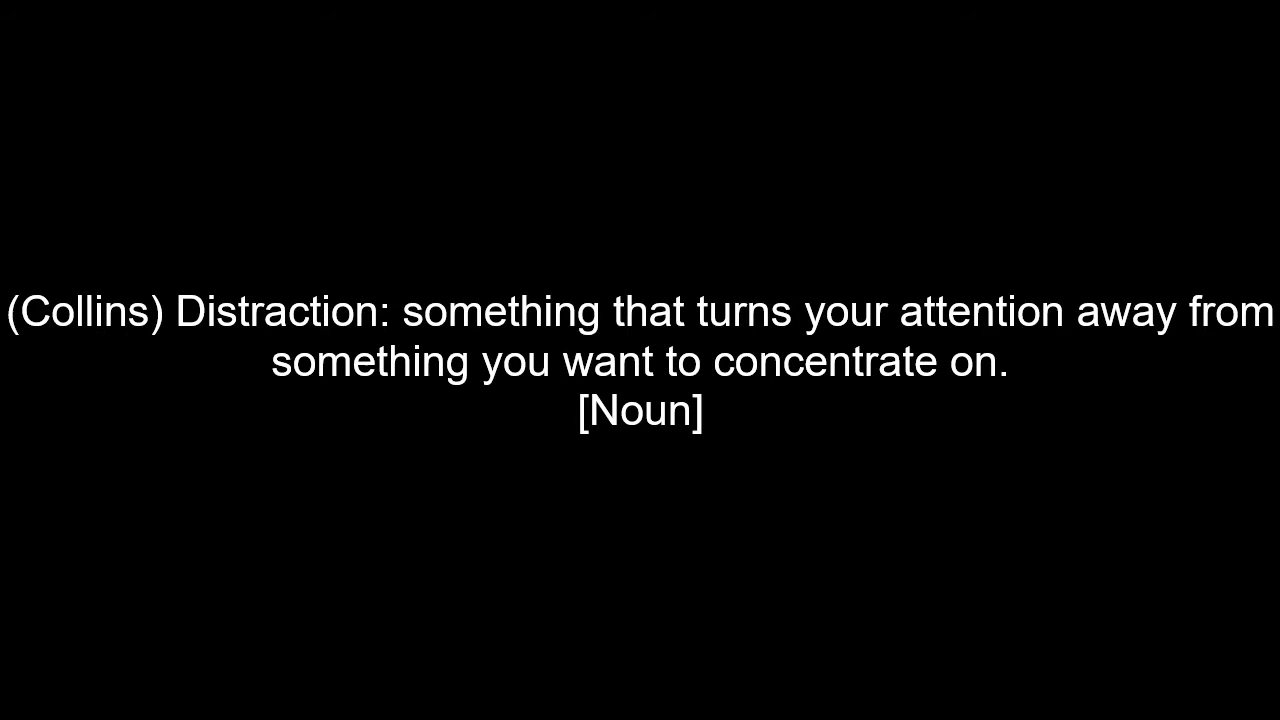 (Collins) Distraction: something that turns your attention away from
something you want to concentrate on.
[Noun]